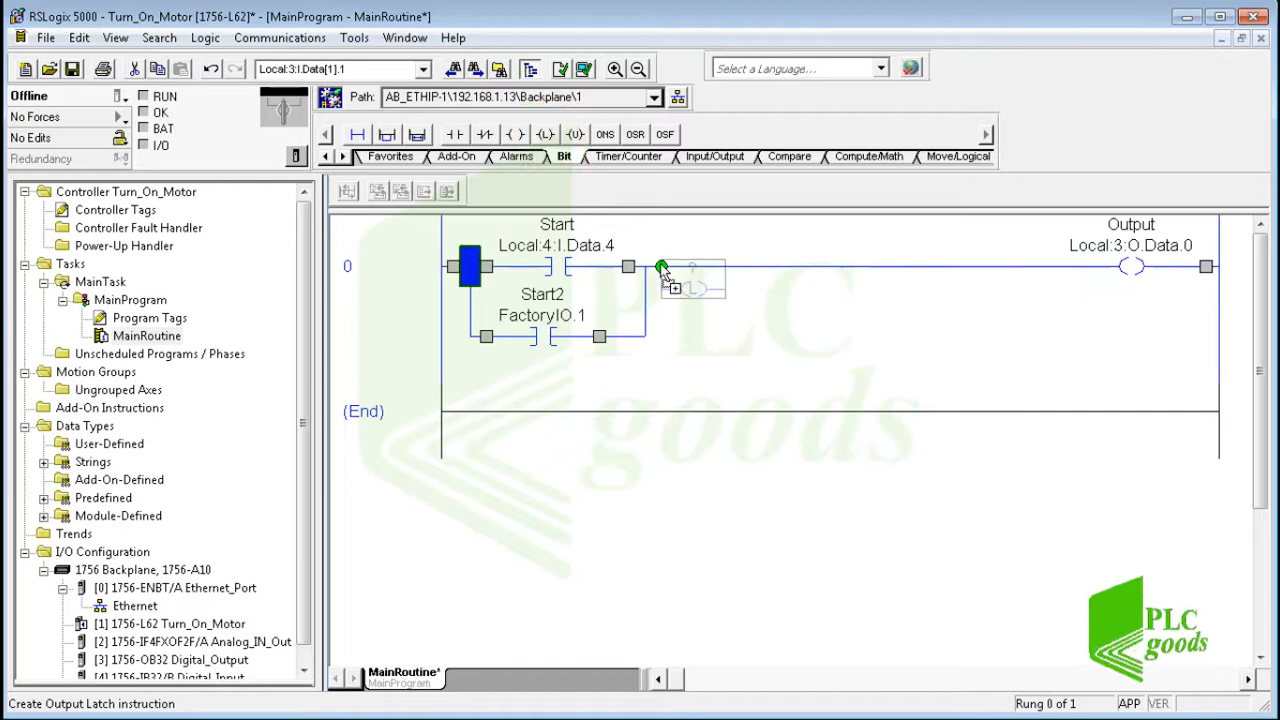 RSLogix 5000 - Turn_On_Motor [1756-L62]* - [MainProgram - MainRoutine*]
File Edit View Search Logic Communications Tools Window Help
Local:3:I.Data[1].1
Select a Language...
Offline
RUN
Path: AB_ETHIP-1\192.168.1.13\Backplane\1
No Forces
OK
No Edits
BAT
Redundancy
I/O
(L) (U) ONS OSR OSF
Favorites Add-On Alarms Bit Timer/Counter Input/Output Compare Compute/Math Move/Logical
Controller Turn_On_Motor
Controller Tags
Controller Fault Handler
Power-Up Handler
Tasks
MainTask
MainProgram
Program Tags
MainRoutine
Unscheduled Programs / Phases
Motion Groups
Ungrouped Axes
Add-On Instructions
Data Types
User-Defined
Strings
Add-On-Defined
Predefined
Module-Defined
Trends
I/O Configuration
1756 Backplane, 1756-A10
[0] 1756-ENBT/A Ethernet_Port
Ethernet
[1] 1756-L62 Turn_On_Motor
[2] 1756-IF4FXOF2F/A Analog_IN_Out
[3] 1756-OB32 Digital_Output
[4] 1756-IB32/B Digital_Input
Start
Local:4:I.Data.4
Output
Local:3:O.Data.0
0
?
L
Start2
FactoryIO.1
(End)
PLC
goods
PLC
goods
MainRoutine*
MainProgram
Create Output Latch instruction
Rung 0 of 1
APP
VER